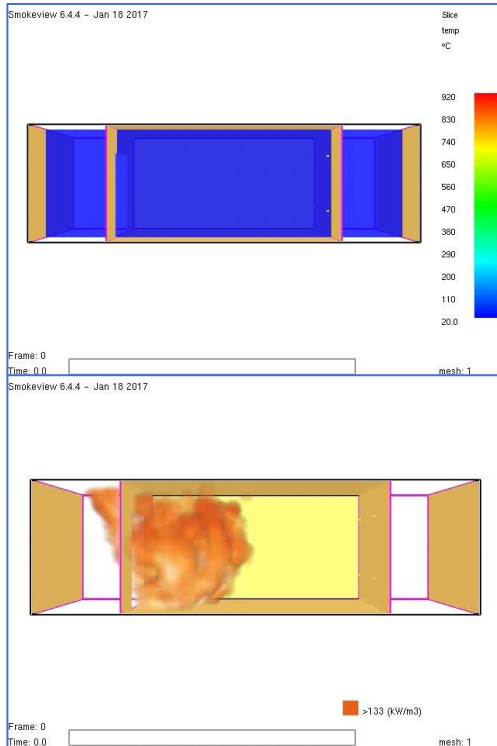 Smokeview 6.4.4 – Jan 18 2017
Slice
temp
°C
920
830
740
650
560
470
380
290
200
110
20.0
Frame: 0
Time: 0.0
mesh: 1
Smokeview 6.4.4 – Jan 18 2017
>133 (kW/m3)
Frame: 0
Time: 0.0
mesh: 1